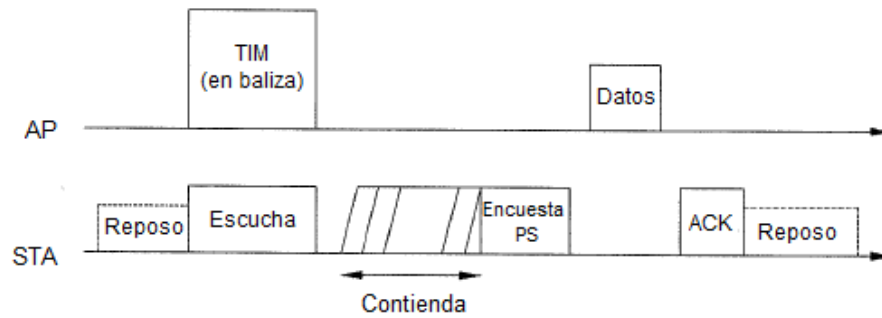 TIM
(en baliza)
Datos
AP
Reposo
Escucha
Encuesta
PS
ACK
Reposo
STA
Contienda